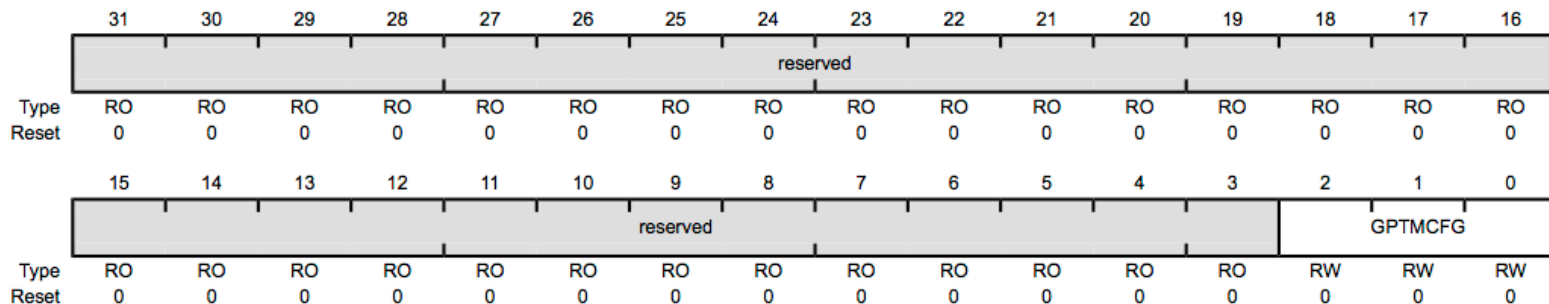 31 30 29 28 27 26 25 24 23 22 21 20 19 18 17 16
reserved
Type RO RO RO RO RO RO RO RO RO RO RO RO RO RO RO RO
Reset 0 0 0 0 0 0 0 0 0 0 0 0 0 0 0 0
15 14 13 12 11 10 9 8 7 6 5 4 3 2 1 0
reserved GPTMCFG
Type RO RO RO RO RO RO RO RO RO RO RO RO RO RW RW RW
Reset 0 0 0 0 0 0 0 0 0 0 0 0 0 0 0 0